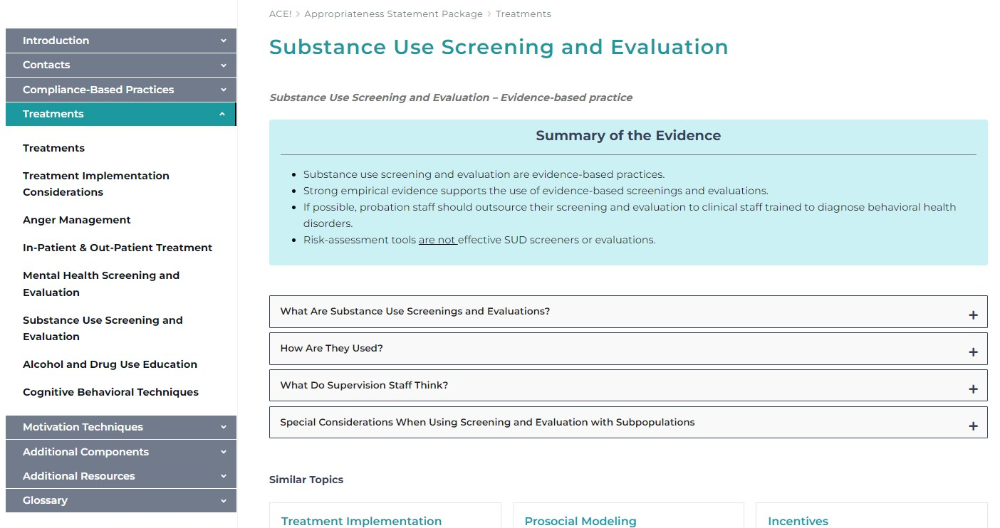 ACE! > Appropriateness Statement Package > Treatments
Introduction
Contacts
Compliance-Based Practices
Treatments
Treatments
Treatment Implementation
Considerations
Anger Management
In-Patient & Out-Patient Treatment
Mental Health Screening and
Evaluation
Substance Use Screening and
Evaluation
Alcohol and Drug Use Education
Cognitive Behavioral Techniques
Motivation Techniques
Additional Components
Additional Resources
Glossary
Substance Use Screening and Evaluation
Substance Use Screening and Evaluation – Evidence-based practice
Summary of the Evidence
• Substance use screening and evaluation are evidence-based practices.
• Strong empirical evidence supports the use of evidence-based screenings and evaluations.
• If possible, probation staff should outsource their screening and evaluation to clinical staff trained to diagnose behavioral health
disorders.
• Risk-assessment tools are not effective SUD screeners or evaluations.
What Are Substance Use Screenings and Evaluations? +
How Are They Used? +
What Do Supervision Staff Think? +
Special Considerations When Using Screening and Evaluation with Subpopulations +
Similar Topics
Treatment Implementation
Prosocial Modeling
Incentives